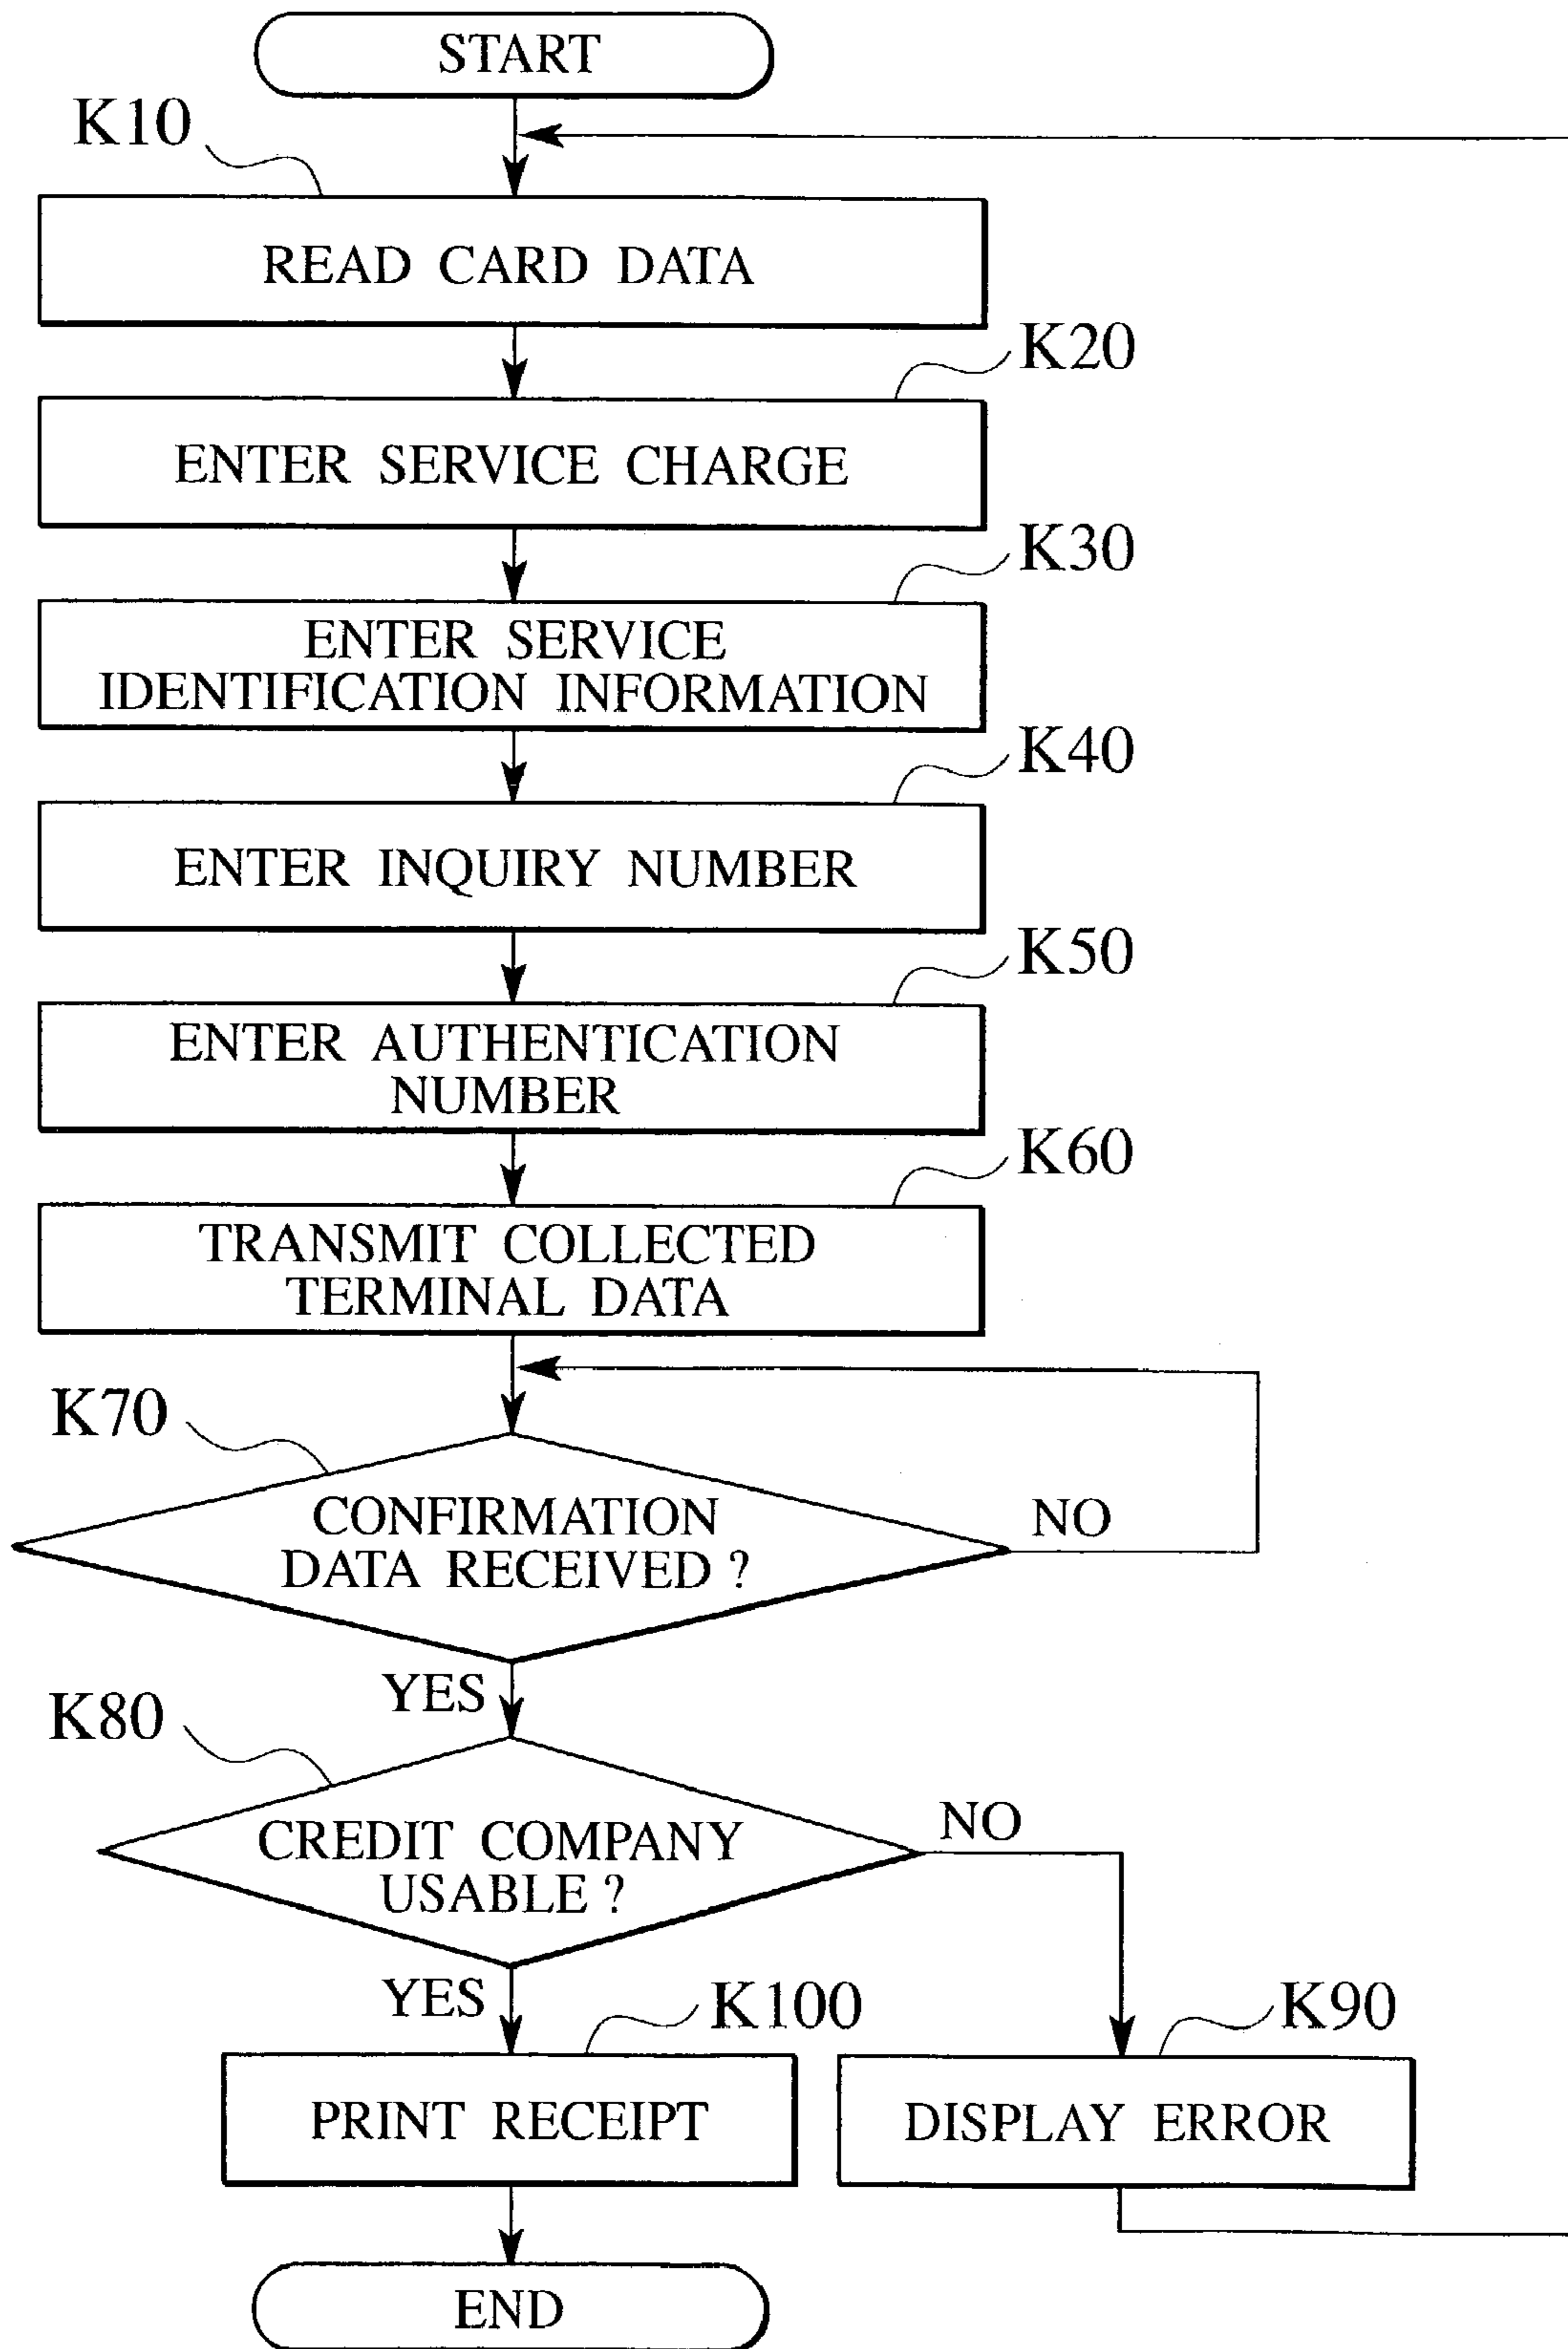 START
K10
READ CARD DATA
K20
ENTER SERVICE CHARGE
K30
ENTER SERVICE
IDENTIFICATION INFORMATION
K40
ENTER INQUIRY NUMBER
K50
ENTER AUTHENTICATION
NUMBER
K60
TRANSMIT COLLECTED
TERMINAL DATA
K70
CONFIRMATION
DATA RECEIVED ?
NO
YES
K80
CREDIT COMPANY
USABLE ?
NO
YES
K100
K90
PRINT RECEIPT
DISPLAY ERROR
END